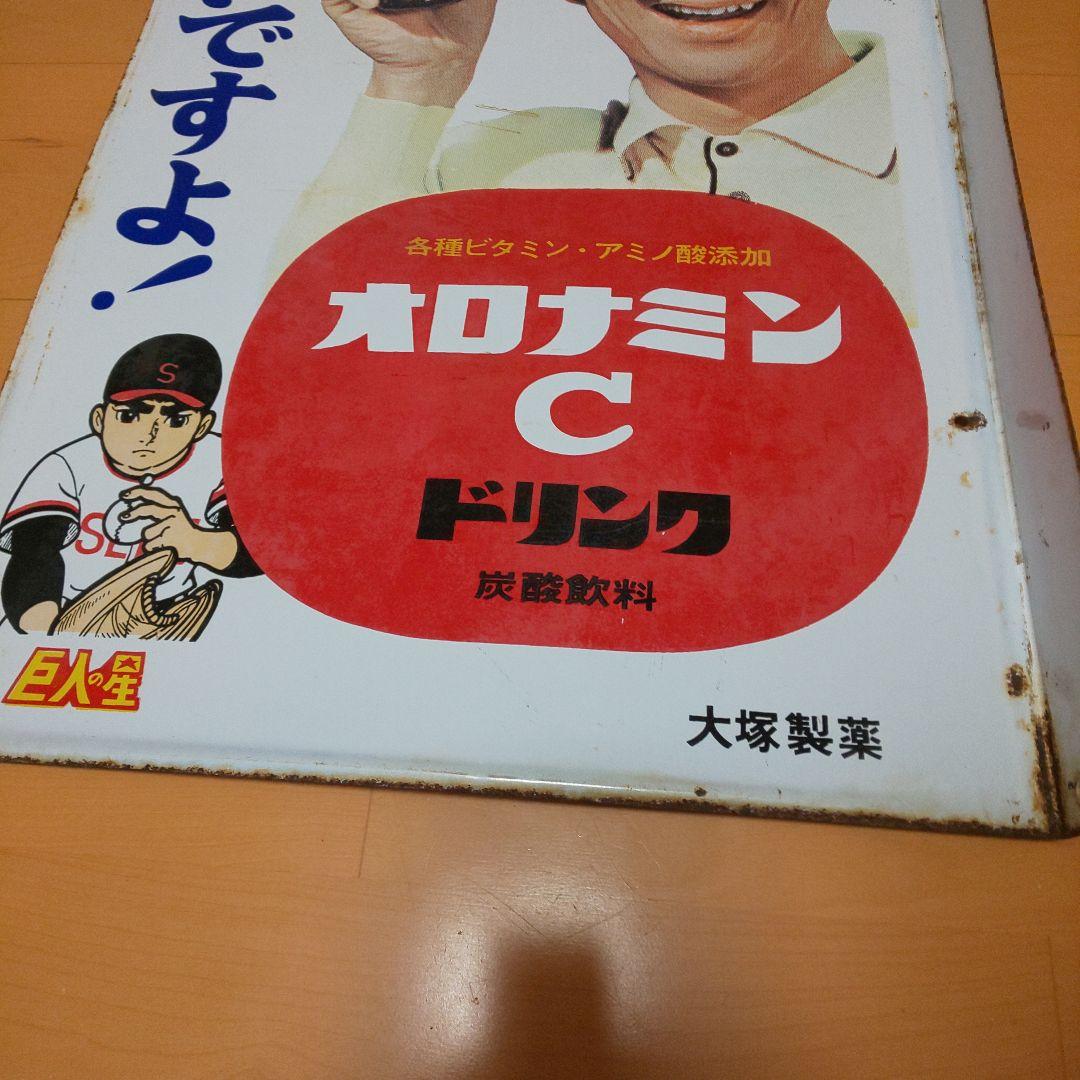 ですよ!
各種ビタミン・アミノ酸添加
オロナミン
C
ドリンク
炭酸飲料
S
SE
巨人の星
大塚製薬